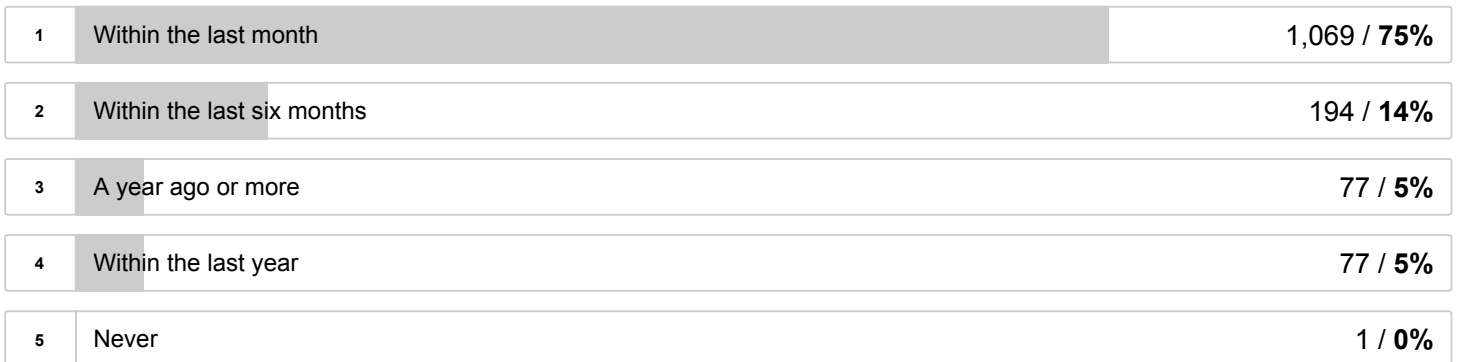 1 Within the last month 1,069 / 75%
2 Within the last six months 194 / 14%
3 A year ago or more 77 / 5%
4 Within the last year 77 / 5%
5 Never 1 / 0%